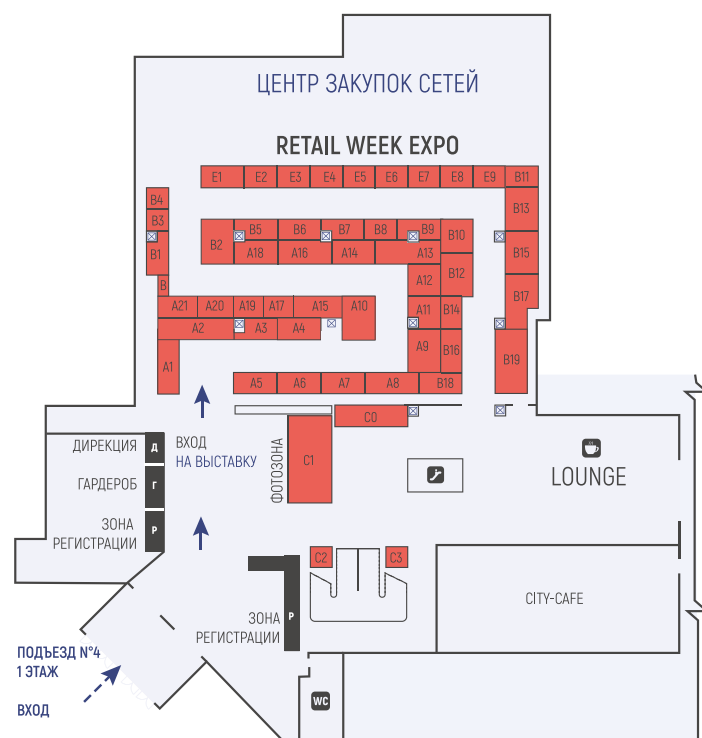 ЦЕНТР ЗАКУПОК СЕТЕЙ
RETAIL WEEK EXPO
E1 E2 E3 E4 E5 E6 E7 E8 E9 B11
B4
B3
B1
B
B13
B15
B17
B19
B2 B5 B6 B7 B8 B9 B10
A18 A16 A14 A13
A12 B12
A21 A20 A19 A17 A15 A10 A11 B14
A2 A3 A4
A9 B16
A1
A5 A6 A7 A8 B18
C0
ДИРЕКЦИЯ Д
ГАРДЕРОБ Г
ЗОНА
РЕГИСТРАЦИИ
Р
ВХОД
НА ВЫСТАВКУ
ФОТОЗОНА
C1
LOUNGE
C2 C3
CITY-CAFE
ЗОНА
РЕГИСТРАЦИИ
Р
ПОДЪЕЗД №4
1 ЭТАЖ
ВХОД
WC